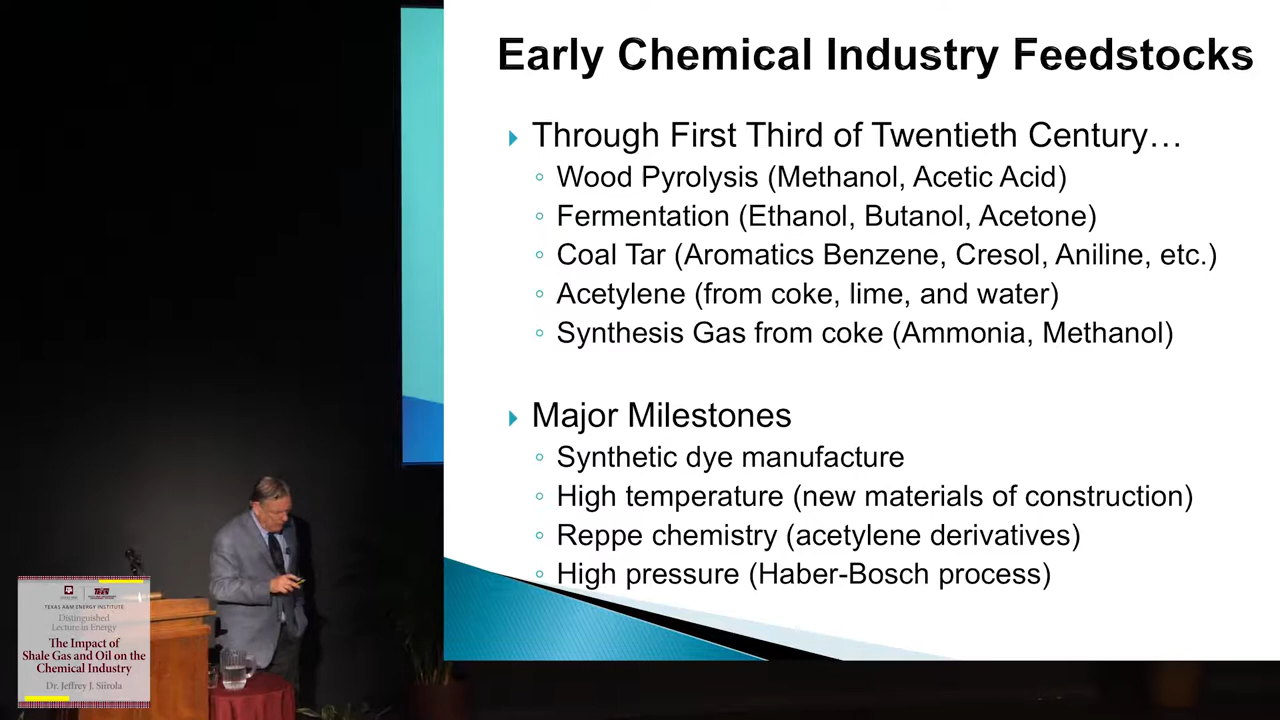 Early Chemical Industry Feedstocks
Through First Third of Twentieth Century…
Wood Pyrolysis (Methanol, Acetic Acid)
Fermentation (Ethanol, Butanol, Acetone)
Coal Tar (Aromatics Benzene, Cresol, Aniline, etc.)
Acetylene (from coke, lime, and water)
Synthesis Gas from coke (Ammonia, Methanol)
Major Milestones
Synthetic dye manufacture
High temperature (new materials of construction)
Reppe chemistry (acetylene derivatives)
High pressure (Haber-Bosch process)
TEXAS A&M ENERGY INSTITUTE
Distinguished
Lecture in Energy
The Impact of
Shale Gas and Oil on the
Chemical Industry
Dr. Jeffrey J. Siirola